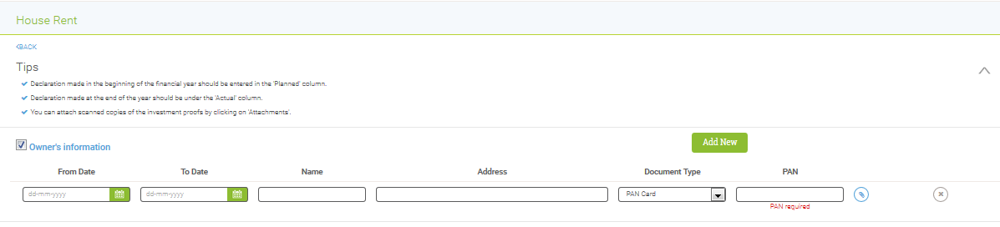 House Rent
<BACK
Tips
Declaration made in the beginning of the financial year should be entered in the 'Planned' column.
Declaration made at the end of the year should be under the 'Actual' column.
You can attach scanned copies of the investment proofs by clicking on 'Attachments'.
Owner's information
Add New
From Date To Date Name Address Document Type PAN
dd-mm-yyyy dd-mm-yyyy PAN Card
PAN required